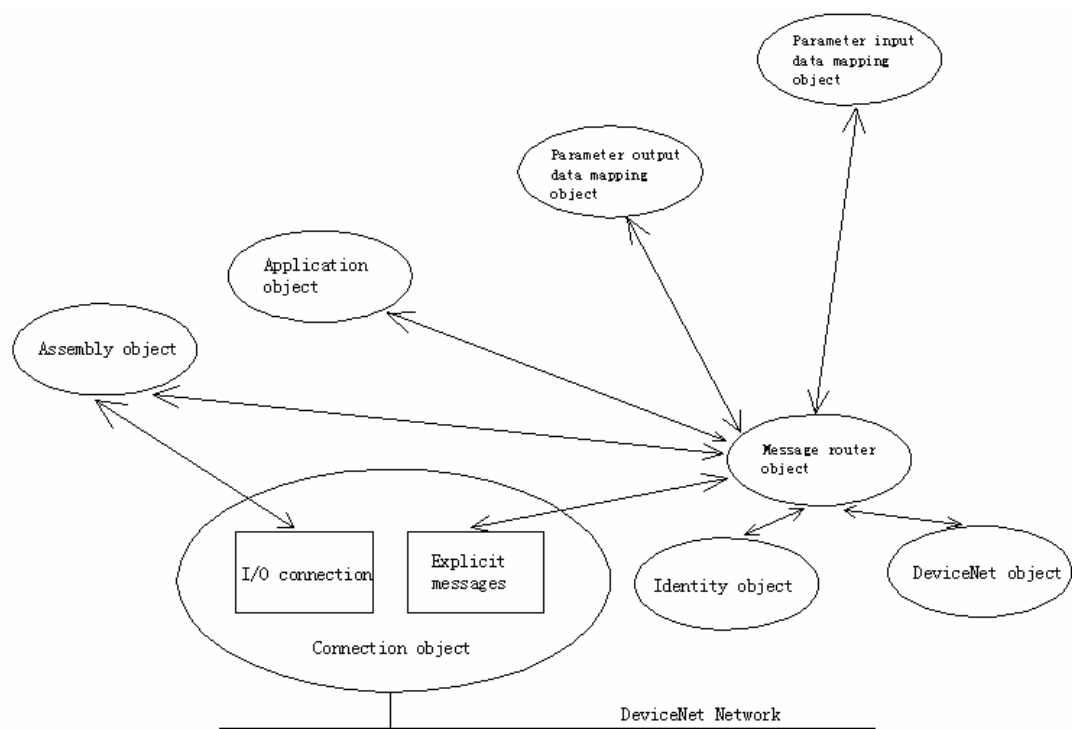 Parameter input
data mapping
object
Parameter output
data mapping
object
Application
object
Assembly object
Message router
object
I/O connection
Explicit
messages
Identity object
DeviceNet object
Connection object
DeviceNet Network